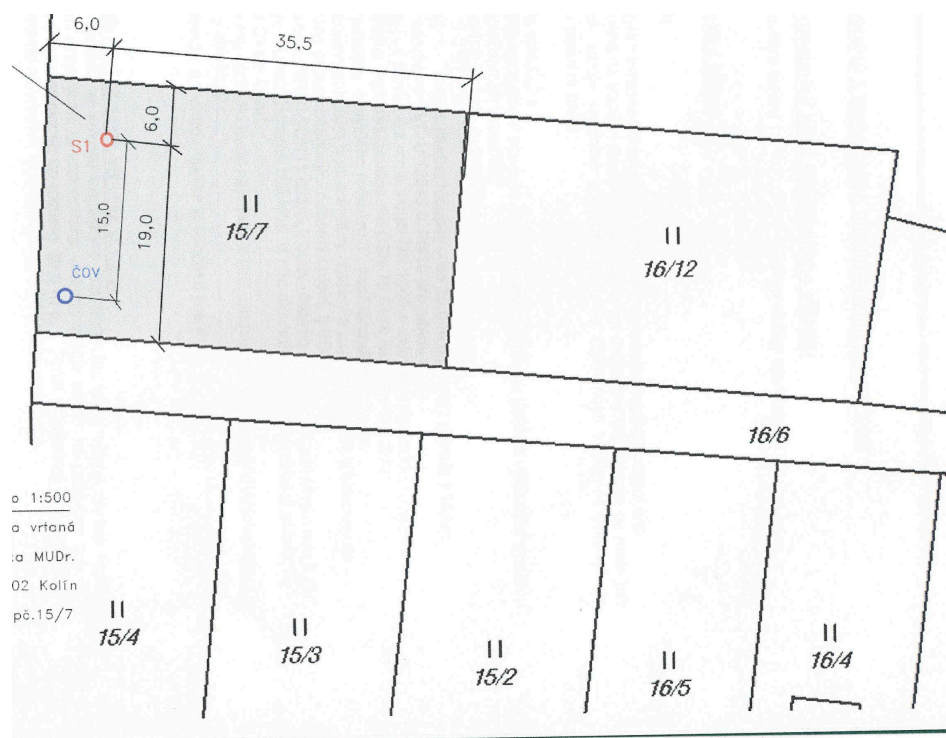 6,0
35,5
S1
6,0
15,0
19,0
ČOV
II
15/7
II
16/12
16/6
o 1:500
a vrtaná
ka MUDr.
02 Kolín
pč.15/7
II
15/4
II
15/3
II
15/2
II
16/5
II
16/4